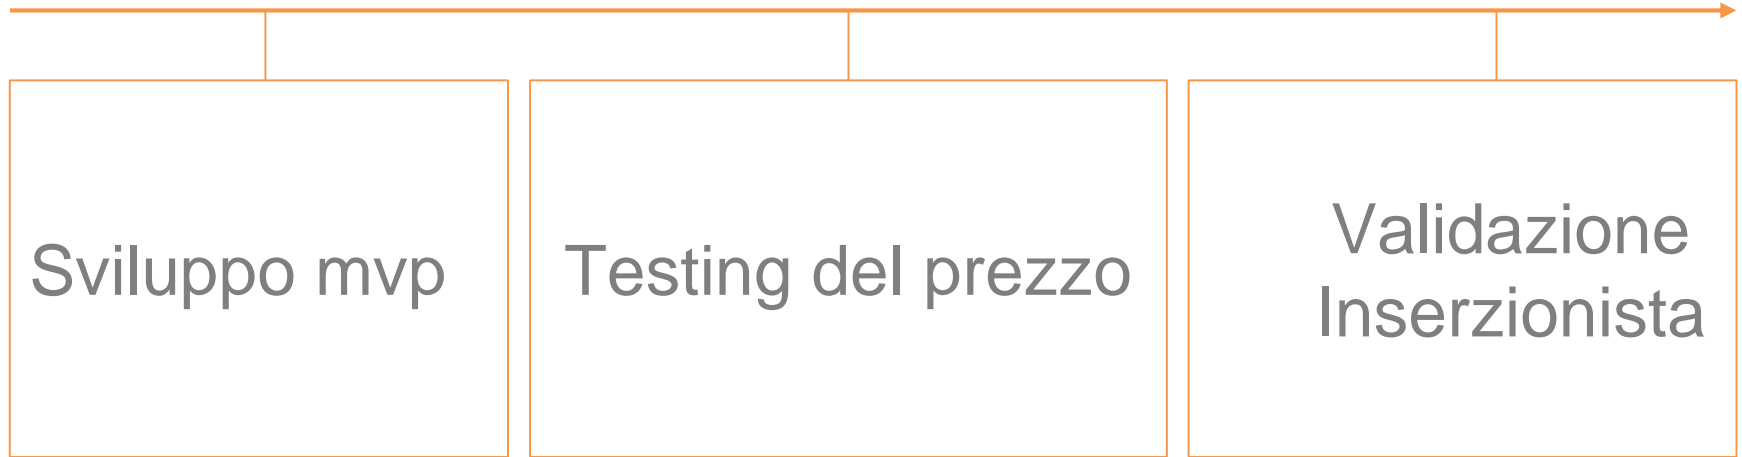 Sviluppo mvp
Testing del prezzo
Validazione
Inserzionista